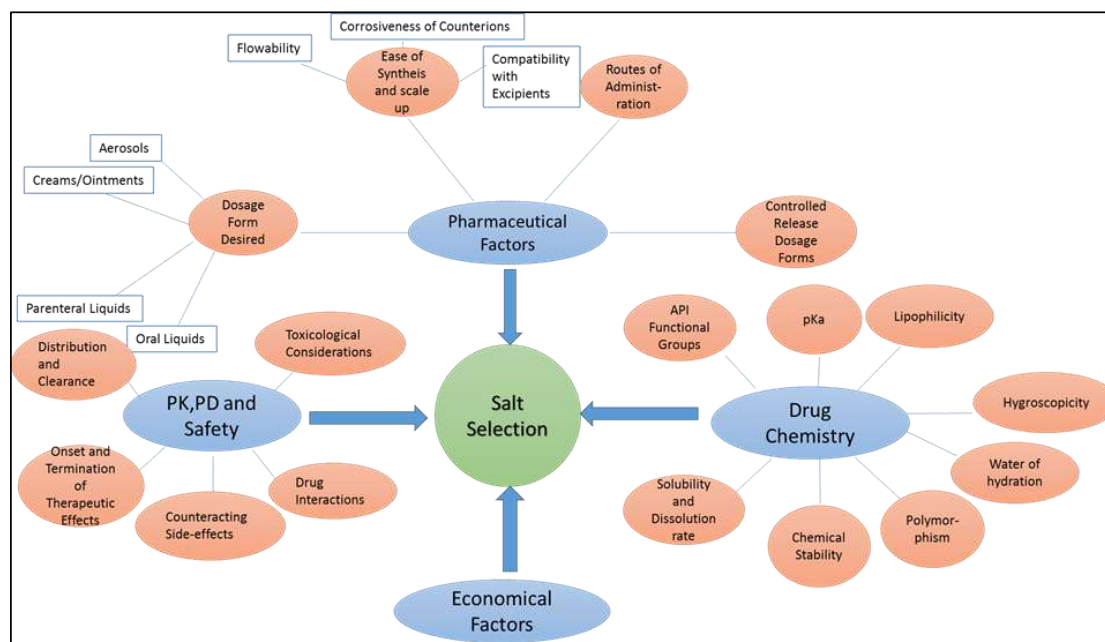 Corrosiveness of Counterions
Flowability
Ease of
Syntheis
and scale
up
Compatibility
with
Excipients
Routes of
Administ-
ration
Aerosols
Creams/Ointments
Dosage
Form
Desired
Pharmaceutical
Factors
Controlled
Release
Dosage
Forms
Parenteral Liquids
Oral Liquids
Distribution
and
Clearance
Toxicological
Considerations
API
Functional
Groups
pKa
Lipophilicity
PK,PD and
Safety
Salt
Selection
Drug
Chemistry
Hygroscopicity
Onset and
Termination
of
Therapeutic
Effects
Counteracting
Side-effects
Drug
Interactions
Solubility
and
Dissolution
rate
Chemical
Stability
Polymor-
phism
Water of
hydration
Economical
Factors